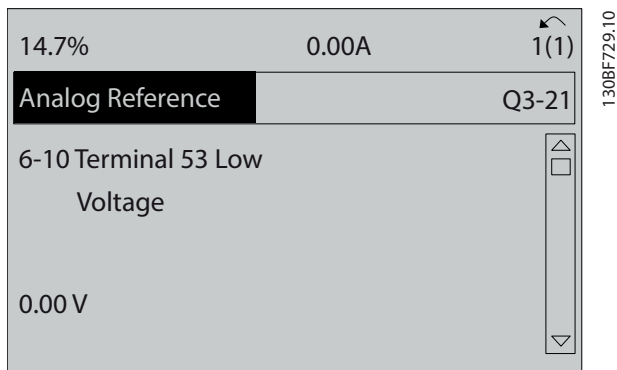 14.7% 0.00A 1(1)
Analog Reference Q3-21
6-10 Terminal 53 Low
Voltage
0.00 V
130BF729.10